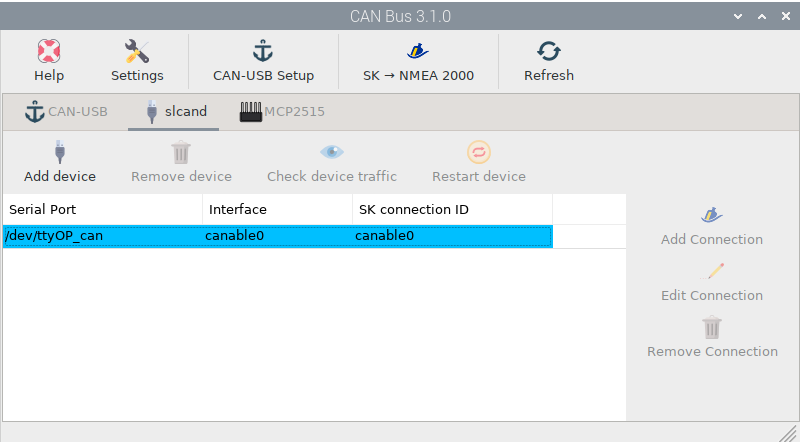 CAN Bus 3.1.0
Help Settings CAN-USB Setup SK → NMEA 2000 Refresh
CAN-USB slcand MCP2515
Add device Remove device Check device traffic Restart device
Serial Port Interface SK connection ID
/dev/ttyOP_can canable0 canable0
Add Connection
Edit Connection
Remove Connection